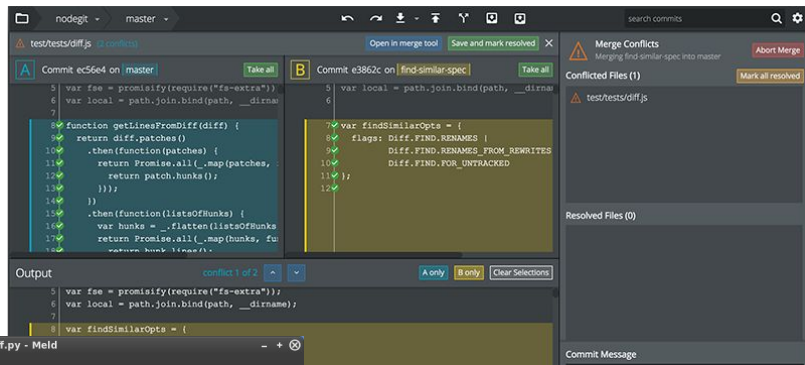 nodegit
master
search commits
test/tests/diff.js (2 conflicts)
Open in merge tool
Save and mark resolved
A Commit ec56e4 on master
Take all
5 var fse = promisify(require("fs-extra"))
6 var local = path.join.bind(path, __dirname
7
8 function getLinesFromDiff(diff) {
9 return diff.patches()
10 .then(function(patches) {
11 return Promise.all(_.map(patches,
12 return patch.hunks();
13 }));
14 })
15 .then(function(listsOfHunks) {
16 var hunks = _.flatten(listsOfHunks
17 return Promise.all(_.map(hunks, fu
18 return hunk.lines();
B Commit e3862c on find-similar-spec
Take all
5 var local = path.join.bind(path, __dirna
6
7 var findSimilarOpts = {
8 flags: Diff.FIND.RENAMES |
9 Diff.FIND.RENAMES_FROM_REWRITES
10 Diff.FIND.FOR_UNTRACKED
11 };
12
Output
conflict 1 of 2
A only
B only
Clear Selections
5 var fse = promisify(require("fs-extra"));
6 var local = path.join.bind(path, __dirname);
7
8 var findSimilarOpts = {
ff.py - Meld
Merge Conflicts
Merging find-similar-spec into master
Abort Merge
Conflicted Files (1)
Mark all resolved
test/tests/diff.js
Resolved Files (0)
Commit Message